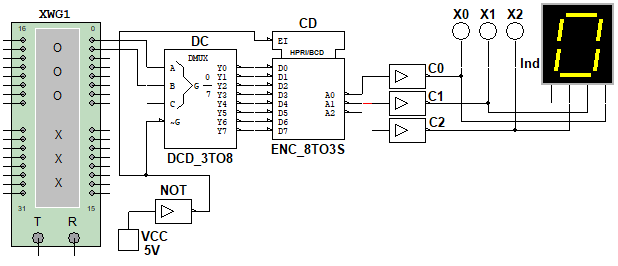 XWG1
16 0
O
O
O
X
X
X
31 15
T R
DC
DMUX
A
B
C
~G
G
0
7
Y0
Y1
Y2
Y3
Y4
Y5
Y6
Y7
DCD_3TO8
NOT
VCC
5V
CD
EI
HPRI/BCD
D0
D1
D2
D3
D4
D5
D6
D7
A0
A1
A2
ENC_8TO3S
C0
C1
C2
X0 X1 X2
Ind
0